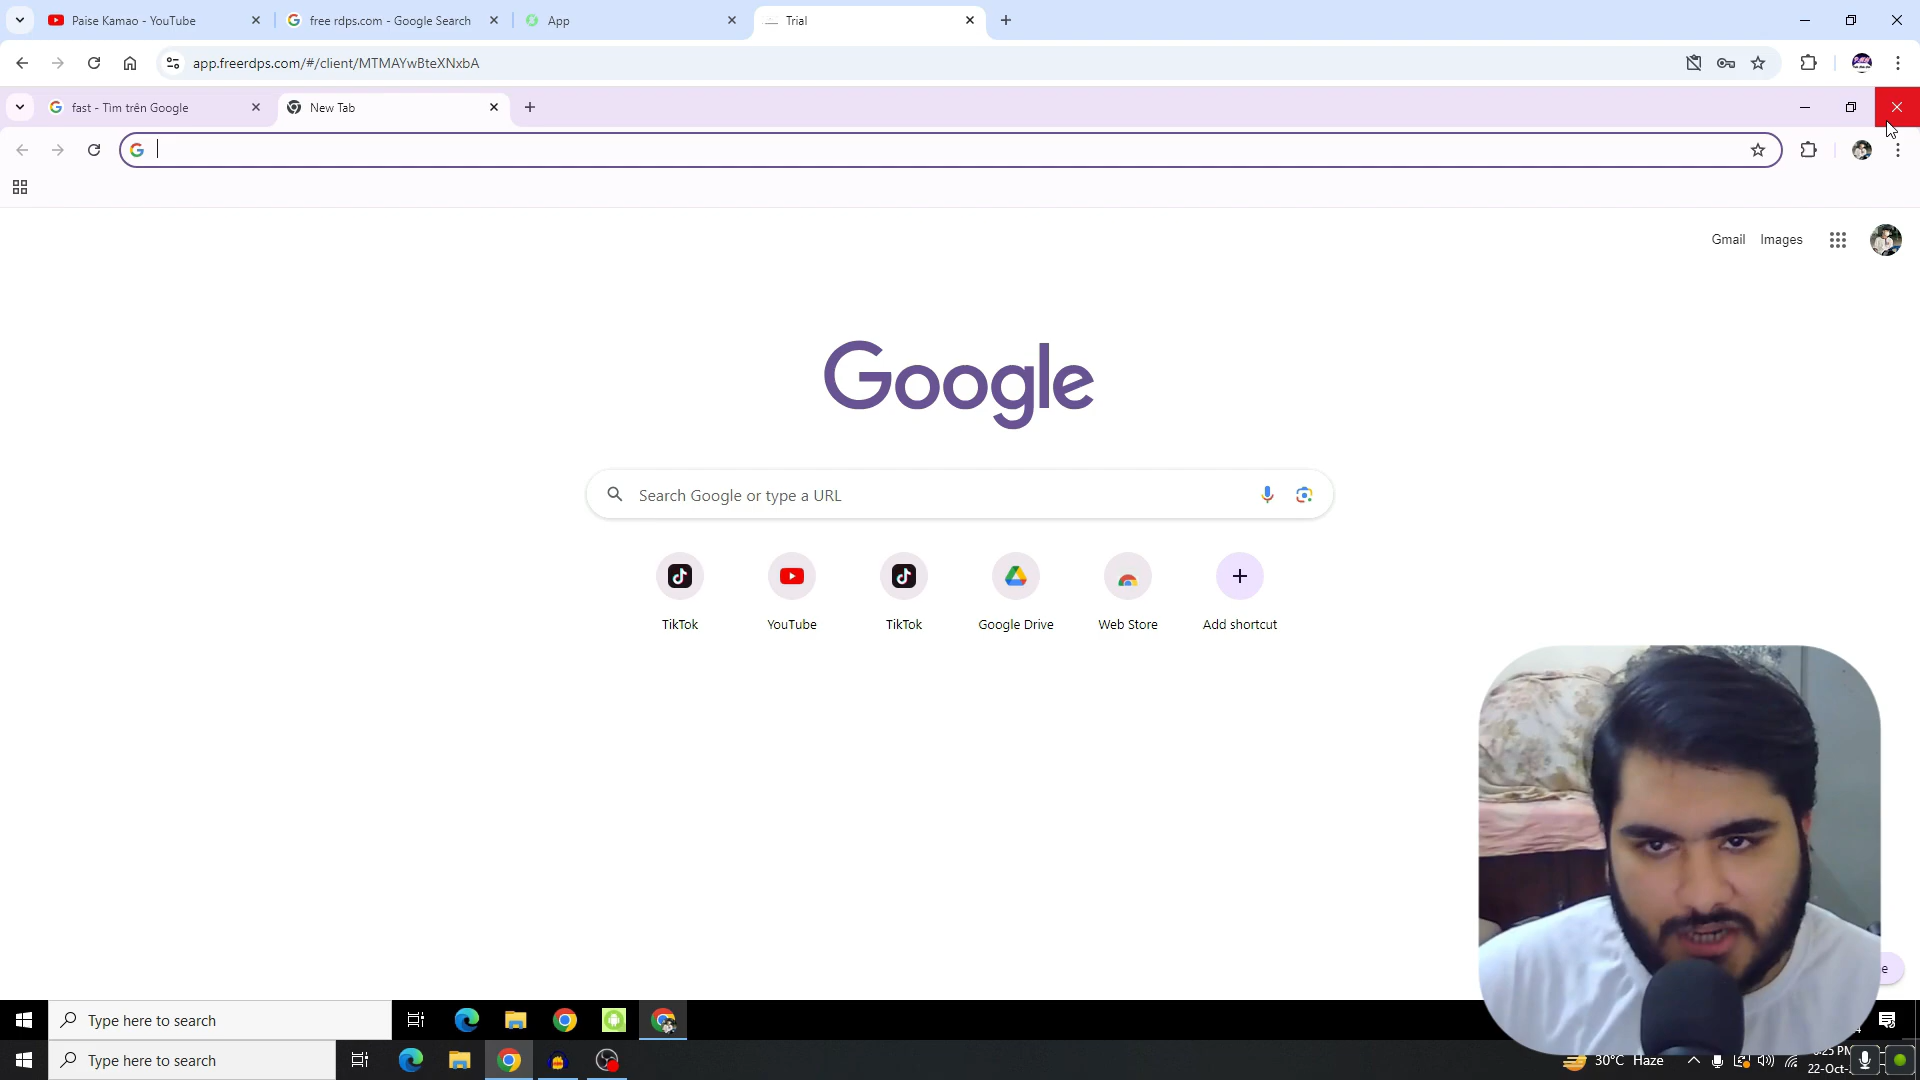 Paise Kamao - YouTube
free rdps.com - Google Search
App
Trial
app.freerdps.com/#/client/MTMAYwBteXNxbA
fast - Tìm trên Google
New Tab
Gmail
Images
Google
Search Google or type a URL
TikTok
YouTube
TikTok
Google Drive
Web Store
Add shortcut
Type here to search
Type here to search
30°C Haze
22-Oct-